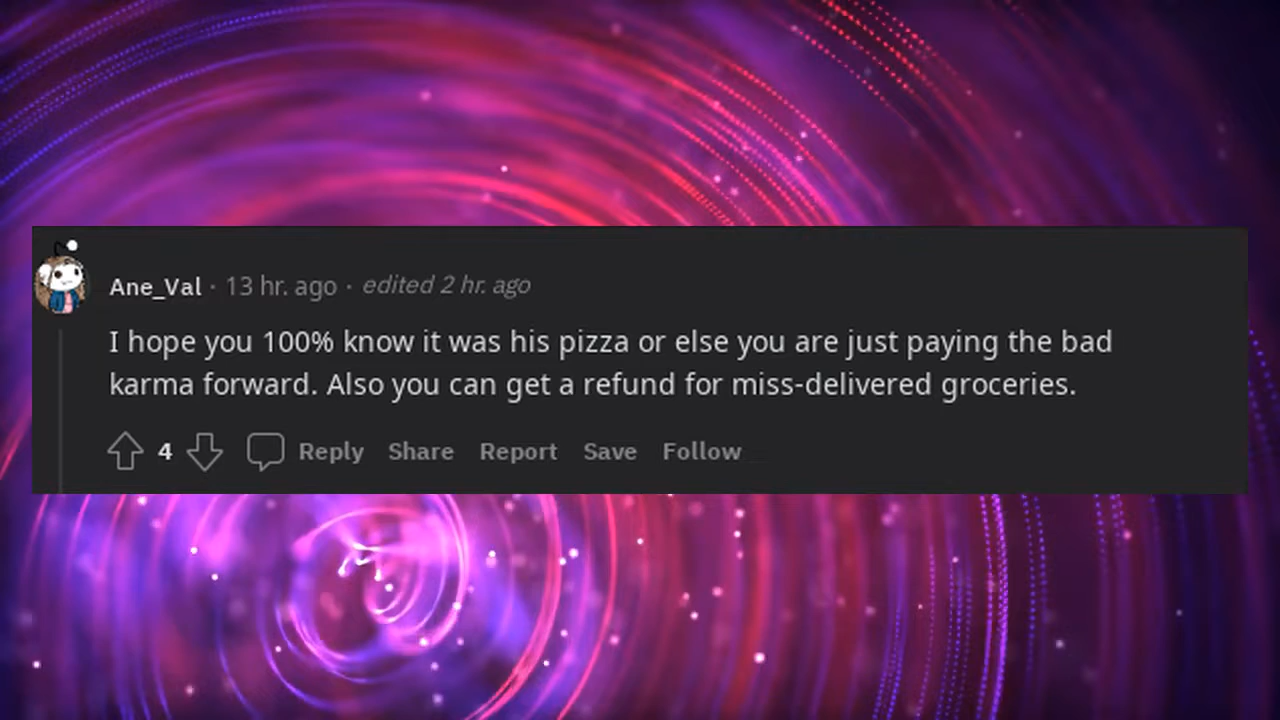 Ane_Val · 13 hr. ago · edited 2 hr. ago
I hope you 100% know it was his pizza or else you are just paying the bad
karma forward. Also you can get a refund for miss-delivered groceries.
4 Reply Share Report Save Follow